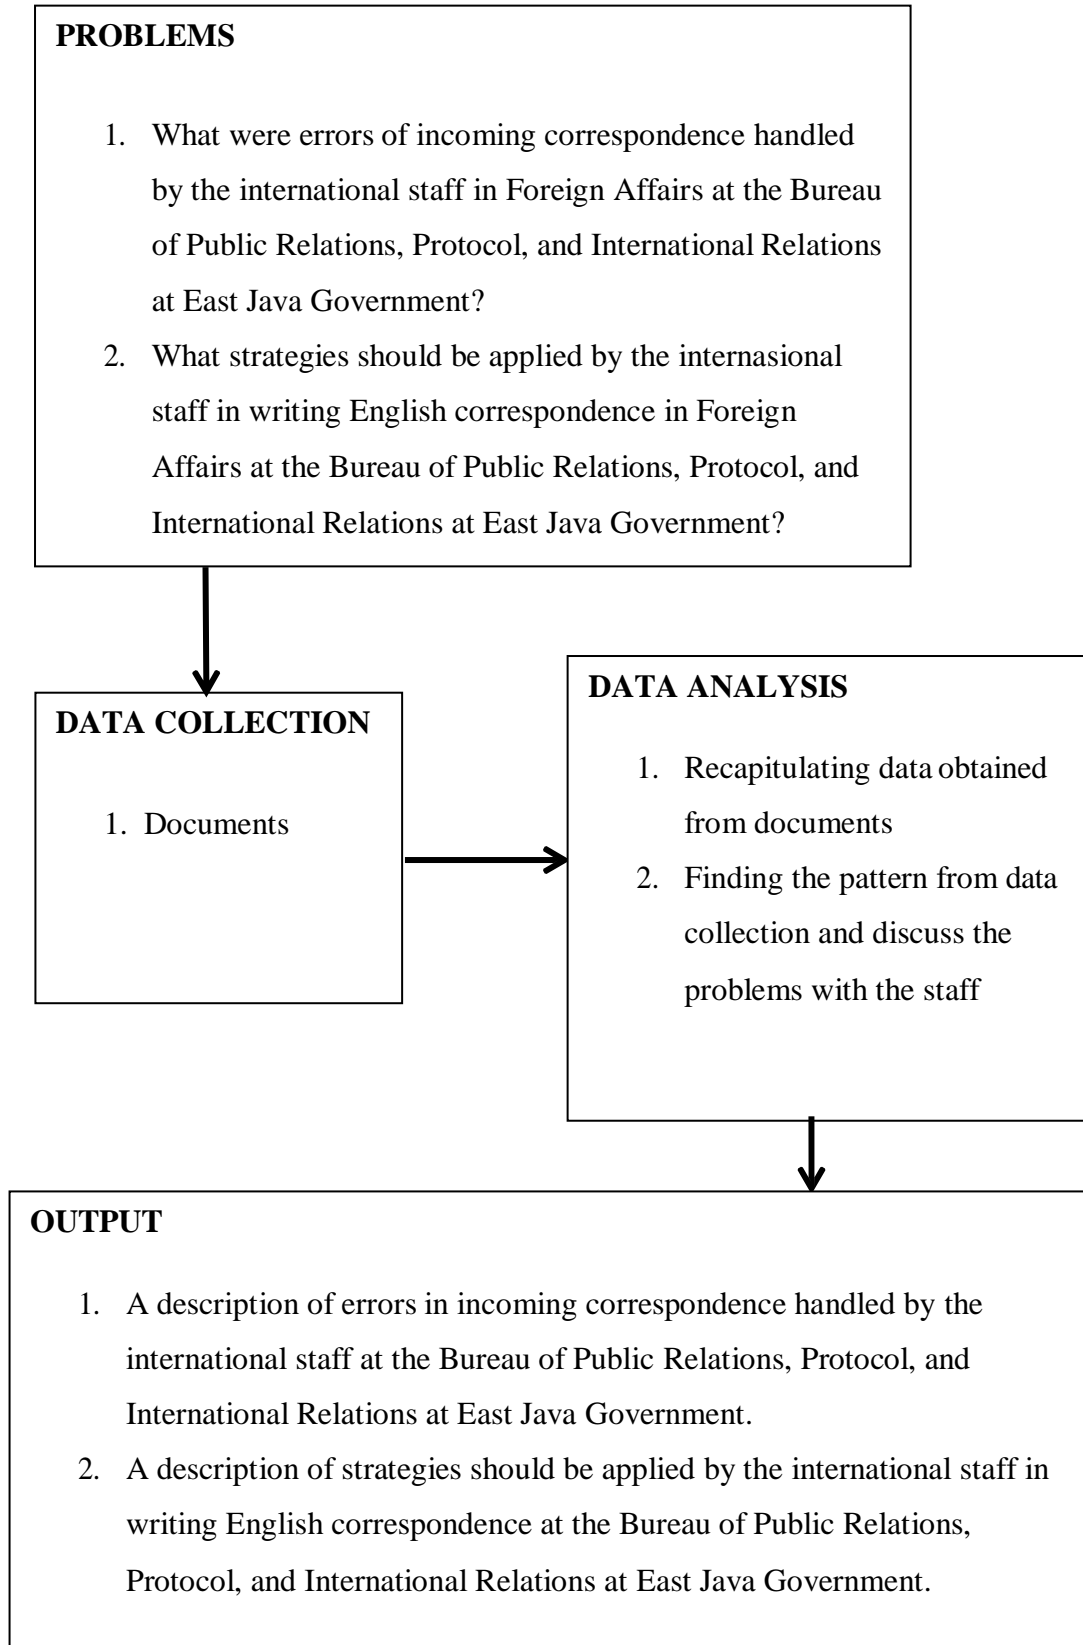 PROBLEMS
1. What were errors of incoming correspondence handled
by the international staff in Foreign Affairs at the Bureau
of Public Relations, Protocol, and International Relations
at East Java Government?
2. What strategies should be applied by the internasional
staff in writing English correspondence in Foreign
Affairs at the Bureau of Public Relations, Protocol, and
International Relations at East Java Government?
DATA COLLECTION
1. Documents
DATA ANALYSIS
1. Recapitulating data obtained
from documents
2. Finding the pattern from data
collection and discuss the
problems with the staff
OUTPUT
1. A description of errors in incoming correspondence handled by the
international staff at the Bureau of Public Relations, Protocol, and
International Relations at East Java Government.
2. A description of strategies should be applied by the international staff in
writing English correspondence at the Bureau of Public Relations,
Protocol, and International Relations at East Java Government.